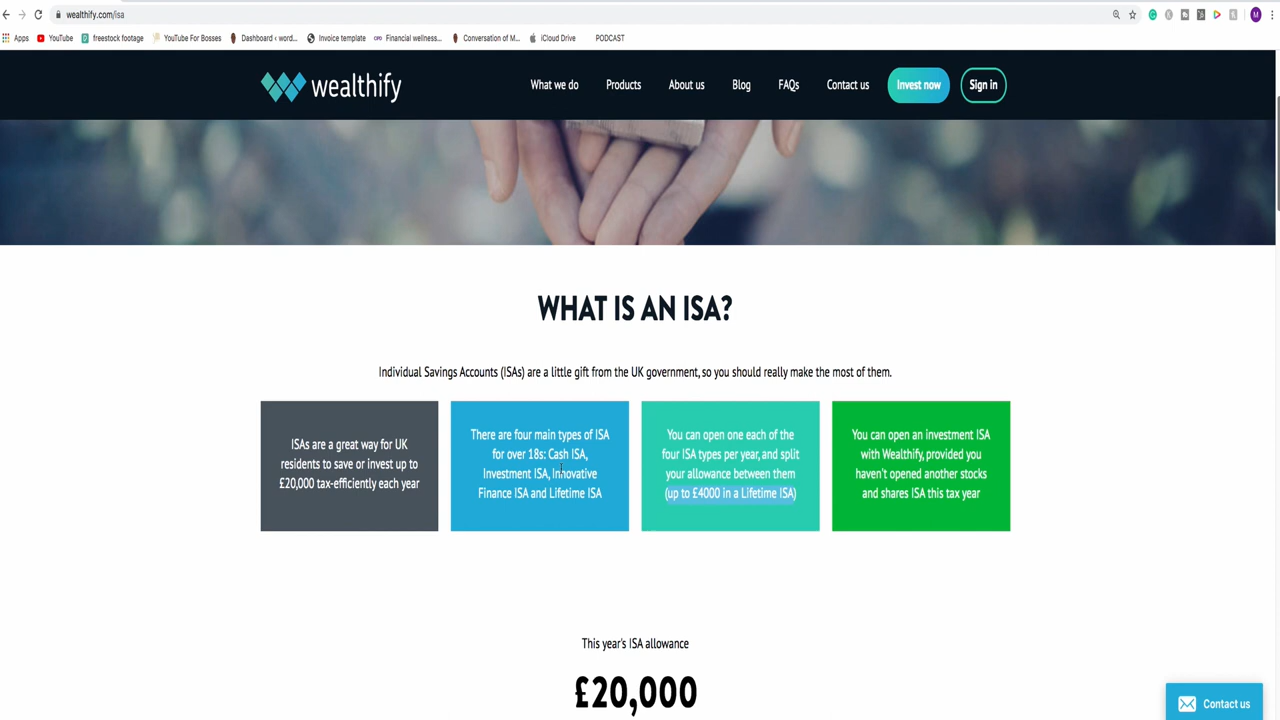 wealthify.com/isa
M
Apps YouTube freestock footage YouTube For Bosses Dashboard ‹ word... Invoice template Financial wellness... Conversation of M... iCloud Drive PODCAST
wealthify What we do Products About us Blog FAQs Contact us Invest now Sign in
WHAT IS AN ISA?
Individual Savings Accounts (ISAs) are a little gift from the UK government, so you should really make the most of them.
ISAs are a great way for UK
residents to save or invest up to
£20,000 tax-efficiently each year
There are four main types of ISA
for over 18s: Cash ISA,
Investment ISA, Innovative
Finance ISA and Lifetime ISA
You can open one each of the
four ISA types per year, and split
your allowance between them
(up to £4000 in a Lifetime ISA)
You can open an investment ISA
with Wealthify, provided you
haven't opened another stocks
and shares ISA this tax year
This year's ISA allowance
£20,000
Contact us